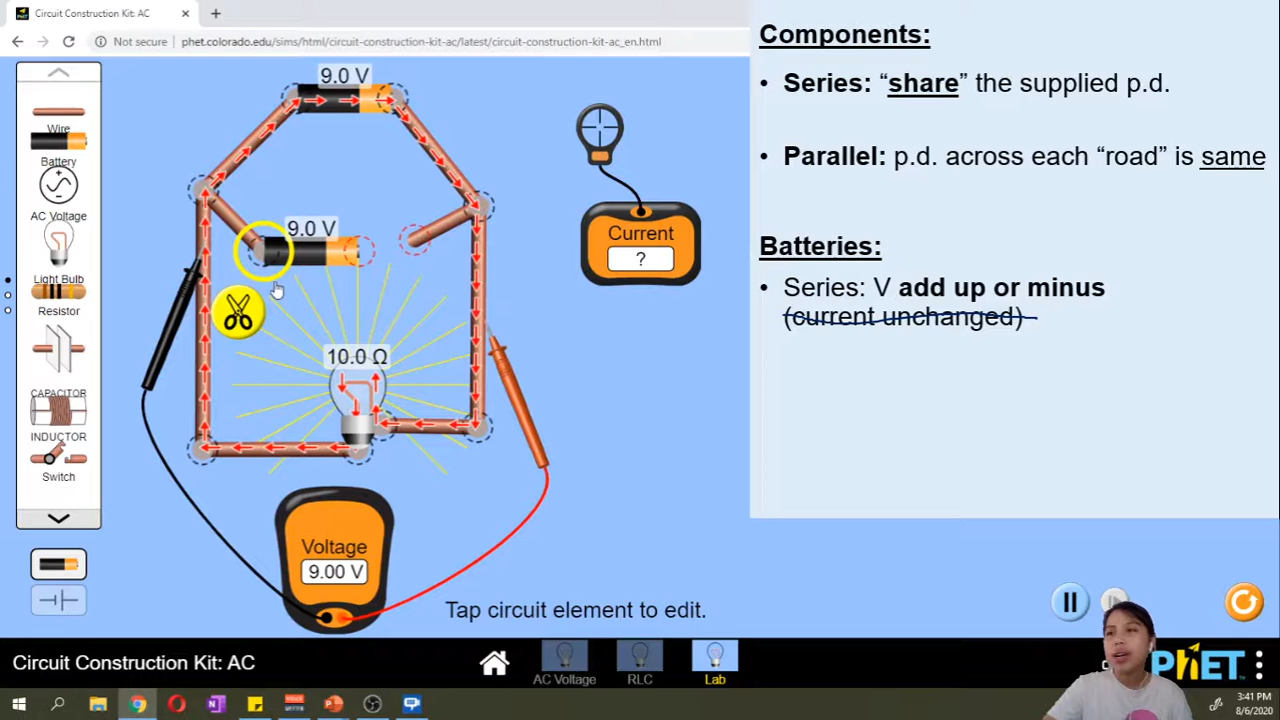 Circuit Construction Kit: AC
Not secure
phet.colorado.edu/sims/html/circuit-construction-kit-ac/latest/circuit-construction-kit-ac_en.html
Wire
Battery
AC Voltage
Light Bulb
Resistor
CAPACITOR
INDUCTOR
Switch
9.0 V
9.0 V
10.0 Ω
Current
?
Voltage
9.00 V
Tap circuit element to edit.
Components:
• Series: “share” the supplied p.d.
• Parallel: p.d. across each “road” is same
Batteries:
• Series: V add up or minus
(current unchanged)
Circuit Construction Kit: AC
AC Voltage
RLC
Lab
PhET
3:41 PM
8/6/2020